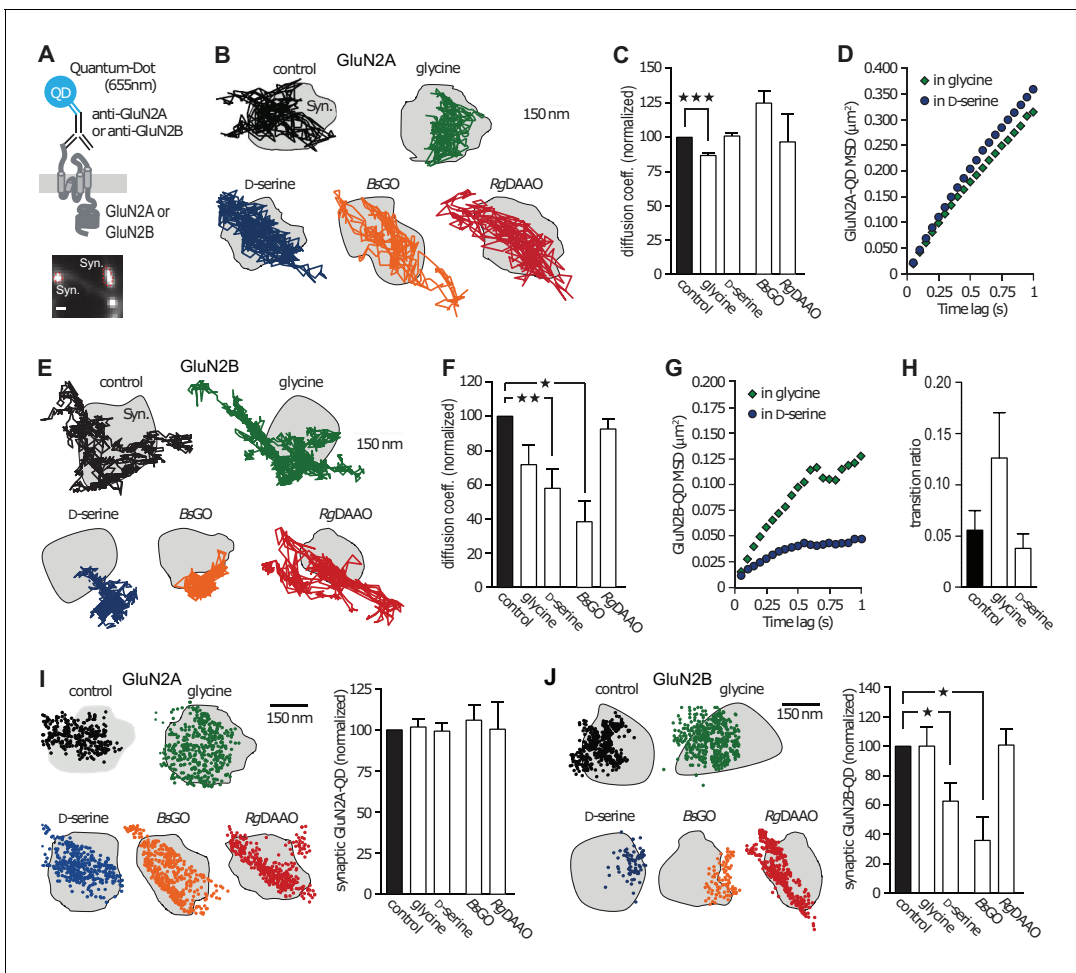 A
Quantum-Dot
(655nm)
QD
anti-GluN2A
or anti-GluN2B
GluN2A or
GluN2B
Syn.
Syn.
B
GluN2A
control
glycine
Syn.
150 nm
D-serine
BsGO
RgDAAO
C
diffusion coeff. (normalized)
150
125
100
75
50
25
0
★★★
control
glycine
D-serine
BsGO
RgDAAO
D
GluN2A-QD MSD (µm²)
0.400
0.350
0.300
0.250
0.200
0.150
0.100
0.050
0
in glycine
in D-serine
0.25
0.5
0.75
1
Time lag (s)
E
GluN2B
control
glycine
Syn.
150 nm
D-serine
BsGO
RgDAAO
F
diffusion coeff. (normalized)
120
100
80
60
40
20
0
★
★★
control
glycine
D-serine
BsGO
RgDAAO
G
GluN2B-QD MSD (µm²)
0.200
0.175
0.150
0.125
0.100
0.075
0.050
0.025
0
in glycine
in D-serine
0 0.25 0.5 0.75 1
Time lag (s)
H
transition ratio
0.20
0.15
0.10
0.05
0
control
glycine
D-serine
I
GluN2A
control
glycine
150 nm
D-serine
BsGO
RgDAAO
synaptic GluN2A-QD (normalized)
125
100
75
50
25
0
control
glycine
D-serine
BsGO
RgDAAO
J
GluN2B
control
glycine
150 nm
D-serine
BsGO
RgDAAO
synaptic GluN2B-QD (normalized)
140
120
100
80
60
40
20
0
★
★
control
glycine
D-serine
BsGO
RgDAAO